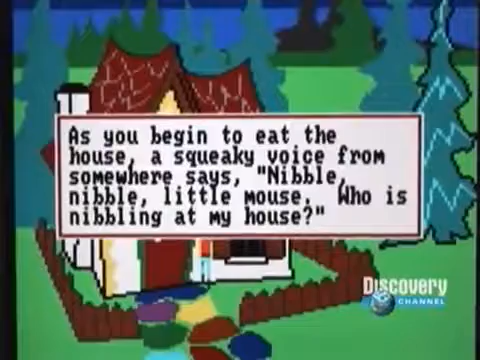 As you begin to eat the
house, a squeaky voice from
somewhere says, "Nibble,
nibble, little mouse.  Who is
nibbling at my house?"
Discovery
CHANNEL